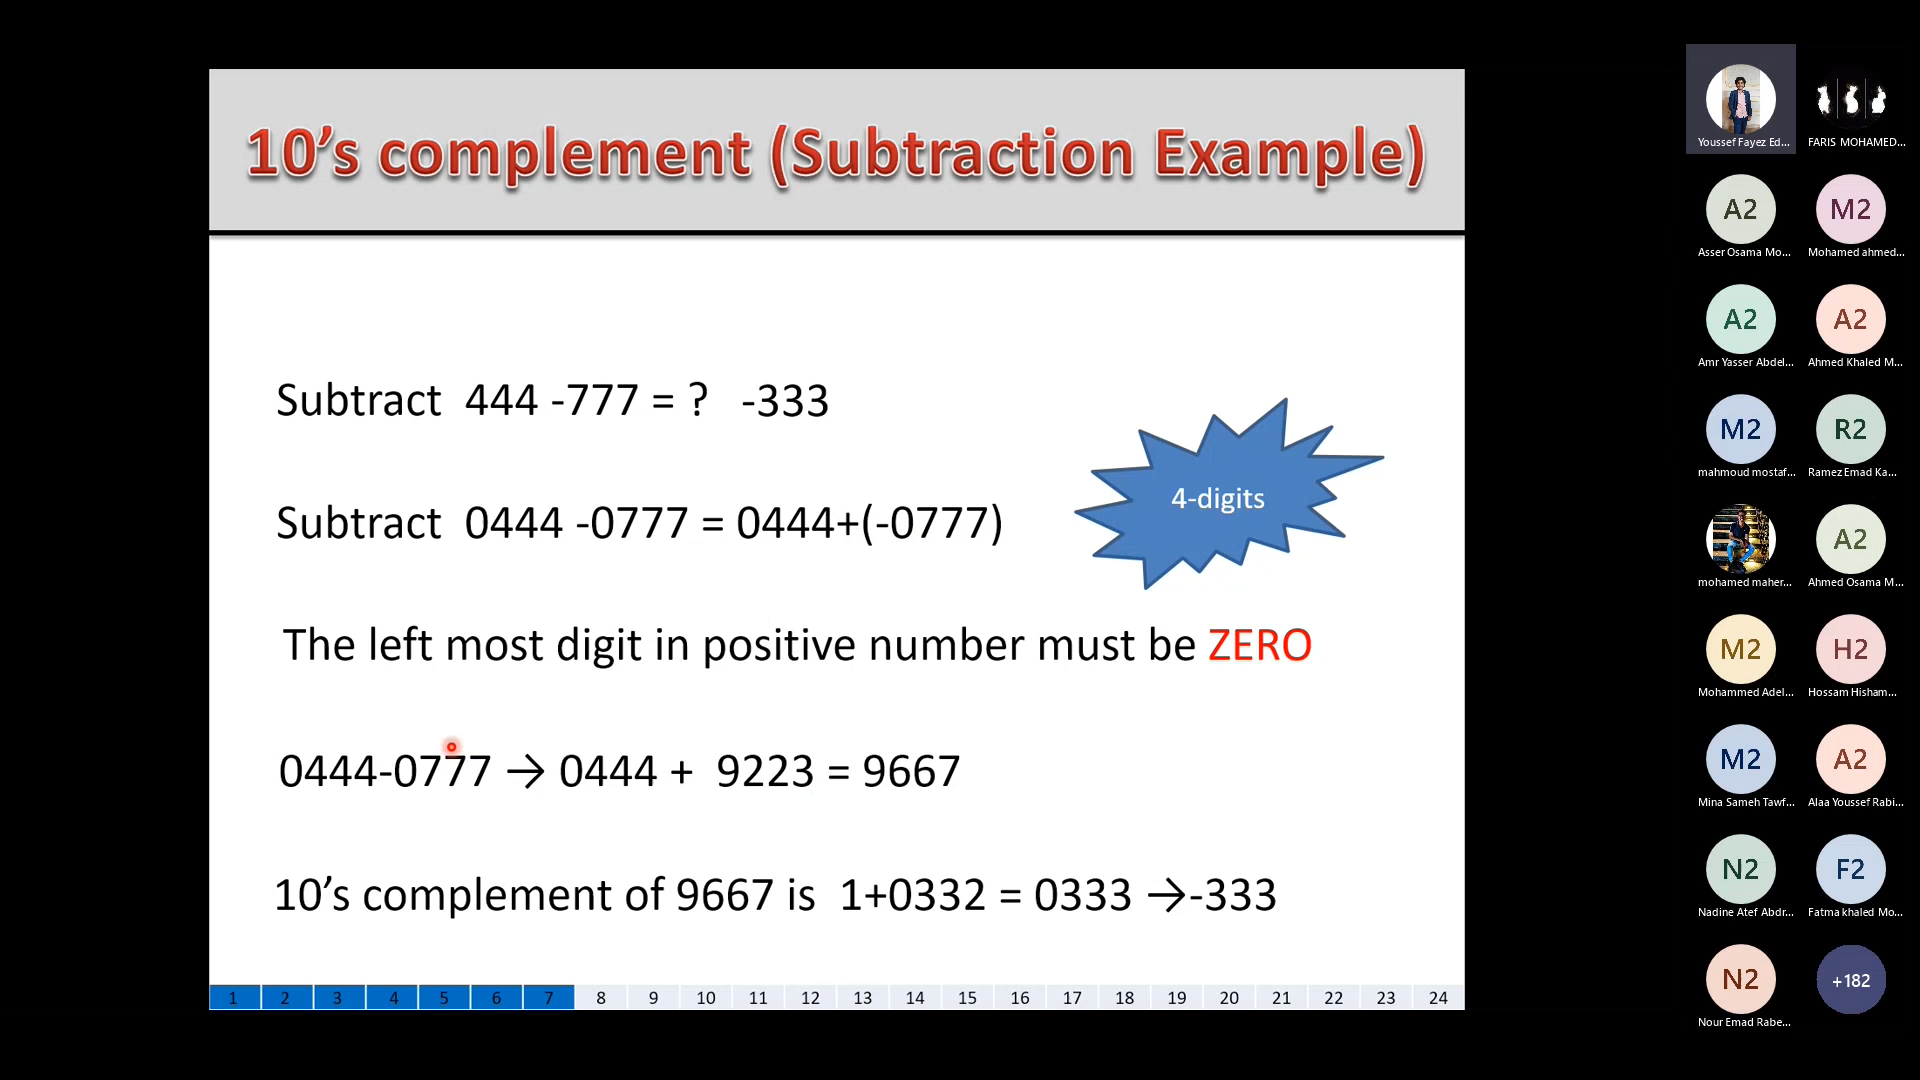 10's complement (Subtraction Example)
Subtract 444 -777 = ? -333
Subtract 0444 -0777 = 0444+(-0777)
4-digits
The left most digit in positive number must be ZERO
0444-0777 → 0444 + 9223 = 9667
10's complement of 9667 is 1+0332 = 0333 →-333
1 2 3 4 5 6 7 8 9 10 11 12 13 14 15 16 17 18 19 20 21 22 23 24
Youssef Fayez Ed... FARIS MOHAMED...
A2 M2
Asser Osama Mo... Mohamed ahmed...
A2 A2
Amr Yasser Abdel... Ahmed Khaled M...
M2 R2
mahmoud mostaf... Ramez Emad Ka...
A2
mohamed maher... Ahmed Osama M...
M2 H2
Mohammed Adel... Hossam Hisham...
M2 A2
Mina Sameh Tawf... Alaa Youssef Rabi...
N2 F2
Nadine Atef Abdr... Fatma khaled Mo...
N2 +182
Nour Emad Rabe...